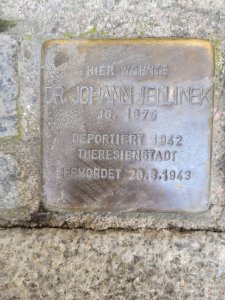 HIER WOHNTE
DR. JOHANN JELLINEK
JG. 1875
DEPORTIERT 1942
THERESIENSTADT
ERMORDET 20.3.1943